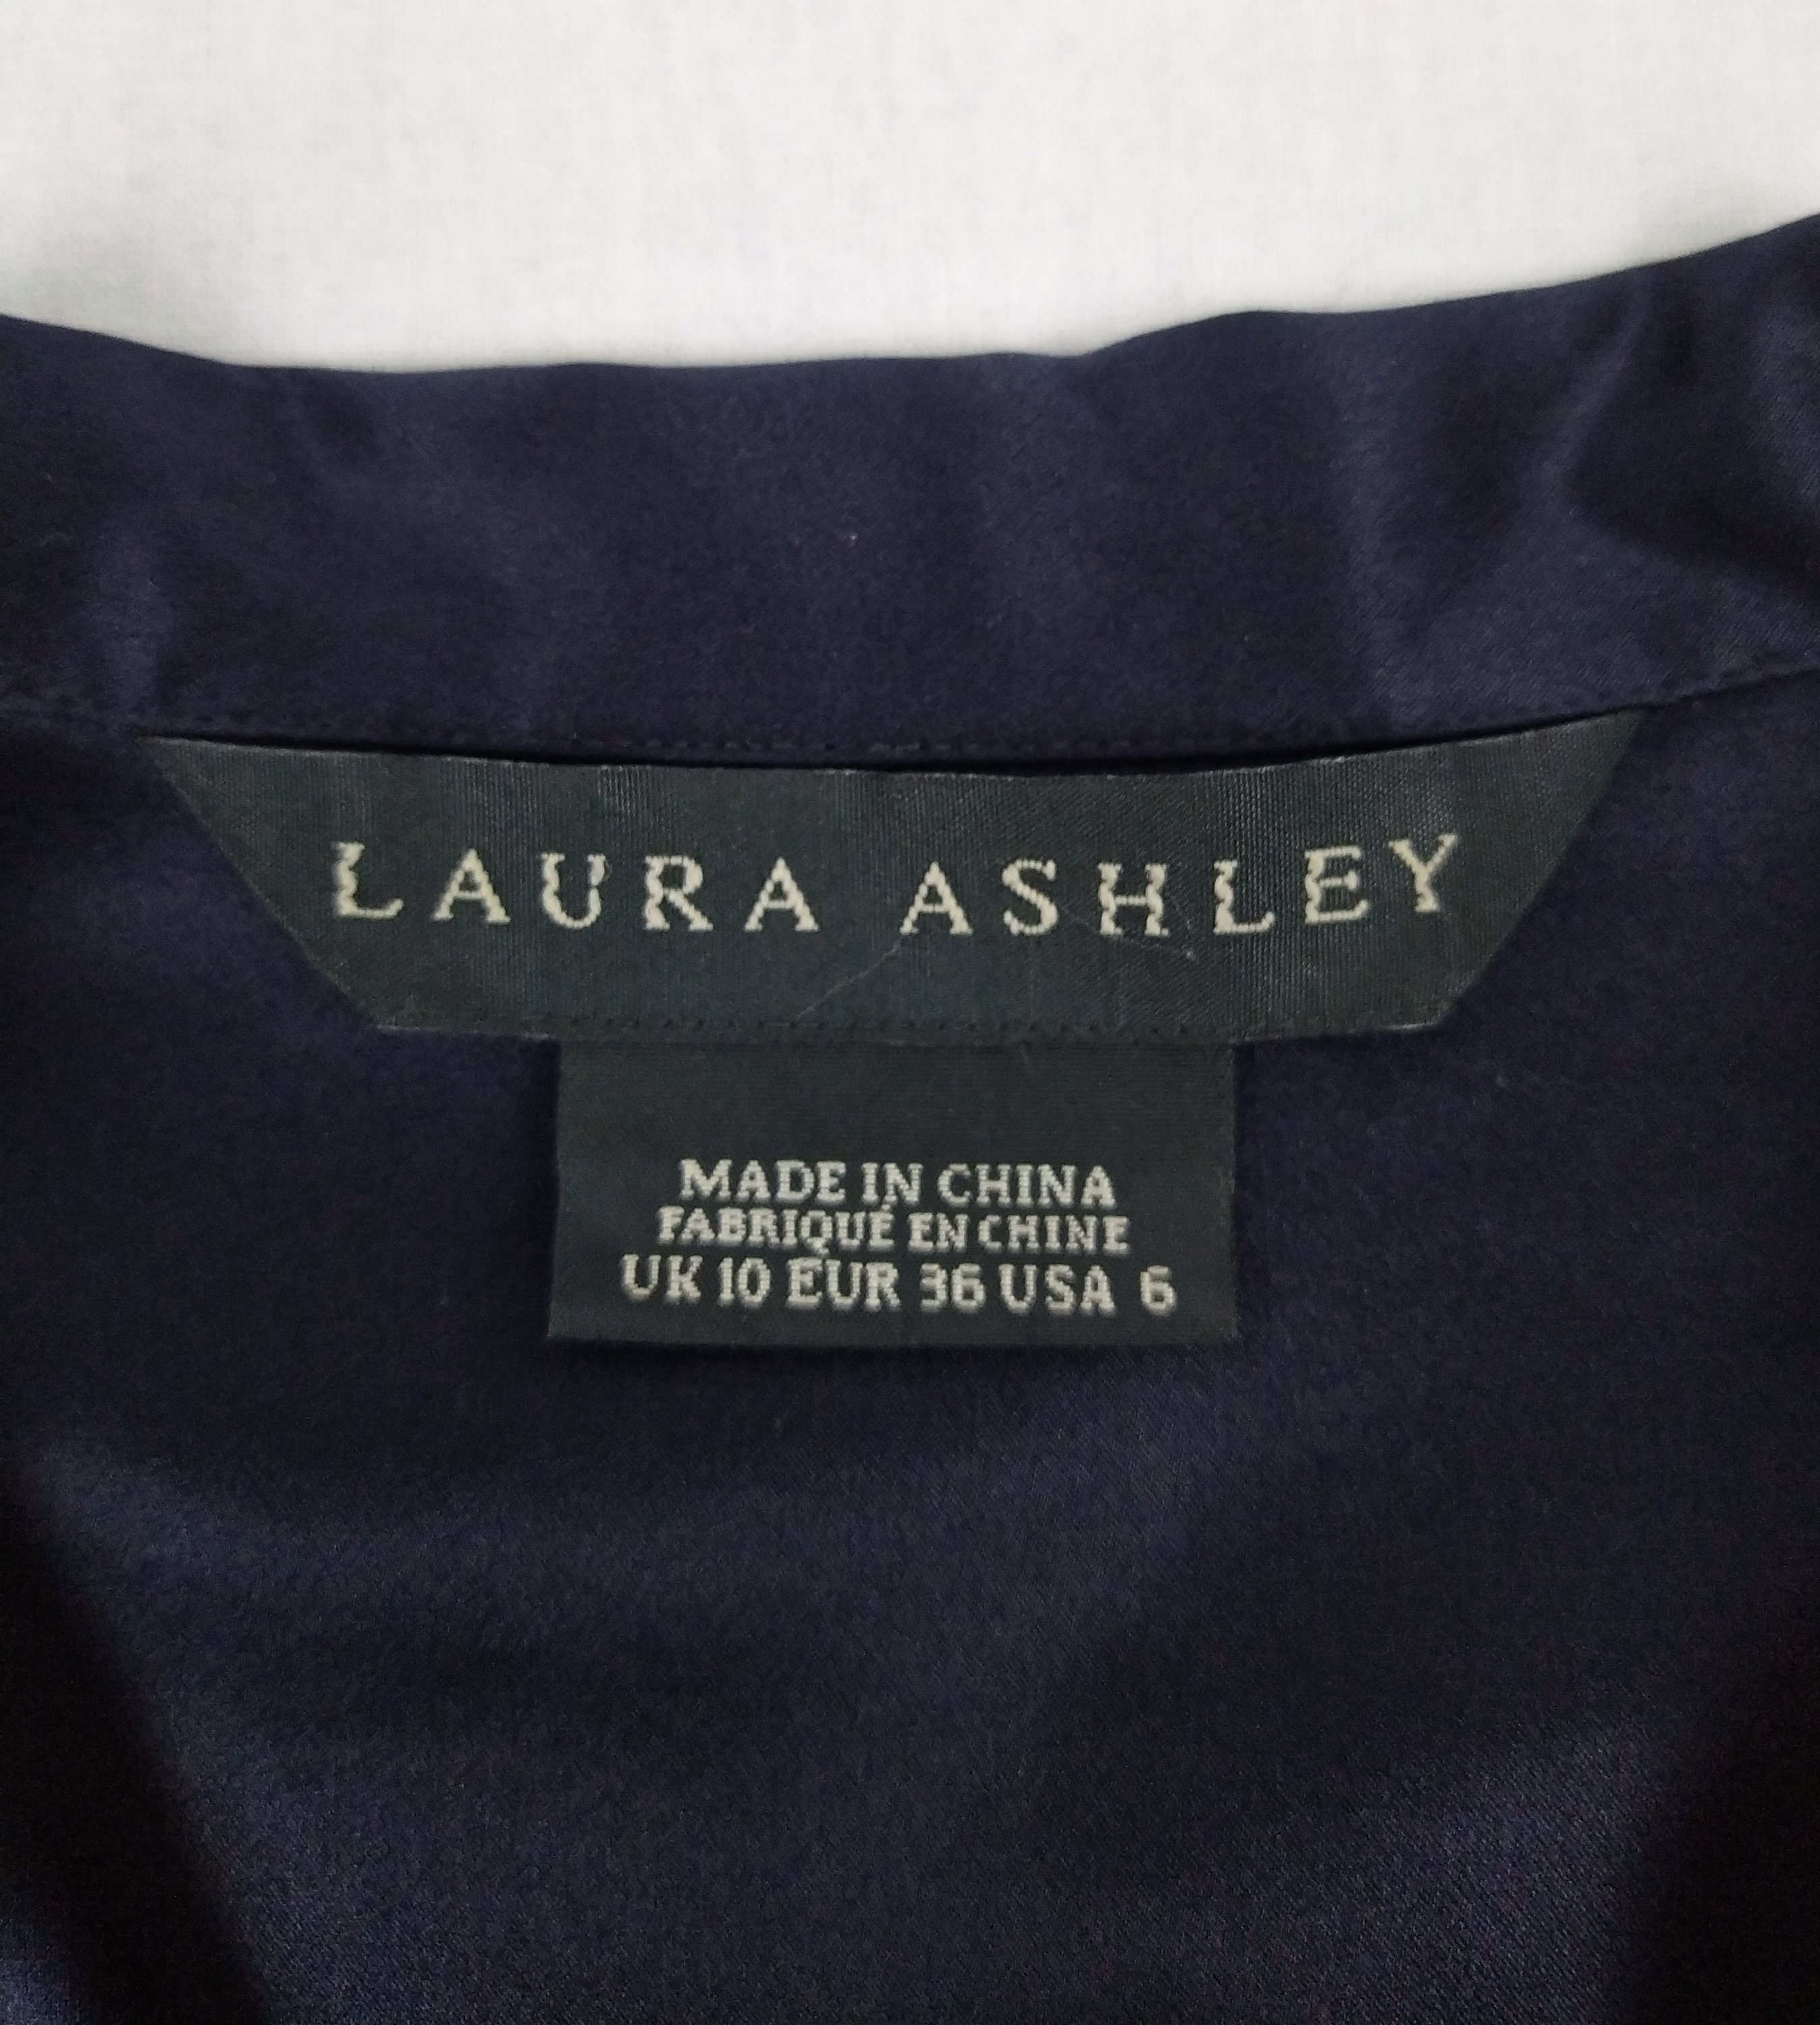 LAURA ASHLEY
MADE IN CHINA
FABRIQUÉ EN CHINE
UK 10 EUR 36 USA 6